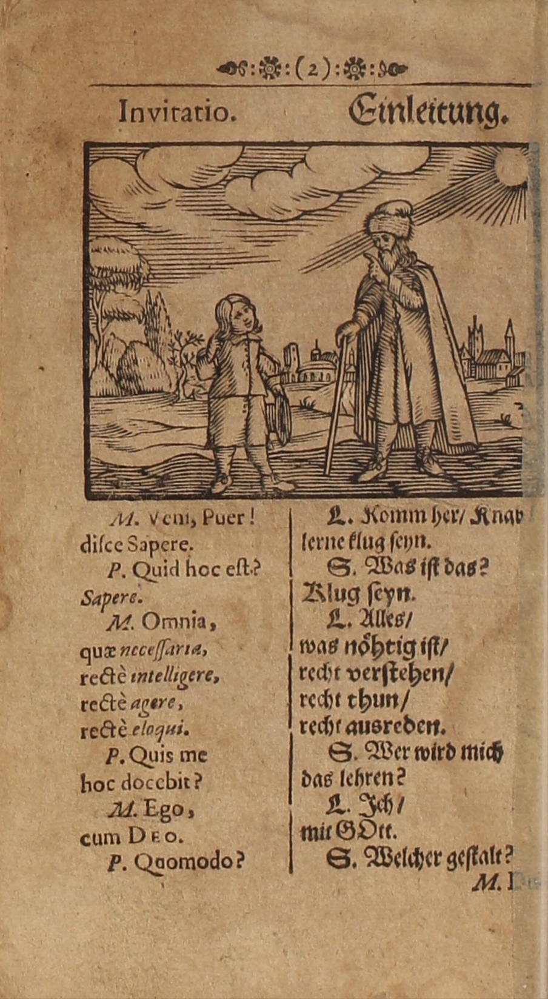 (2)
Invitatio.
Einleitung.
M. Veni, Puer!
diſce Sapere.
P. Quid hoc eſt?
Sapere.
M. Omnia,
quæ neceſſaria,
rectè intelligere,
rectè agere,
rectè eloqui.
P. Quis me
hoc docebit?
M. Ego,
cum DEO.
P. Quomodo?
L. Komm her/
lerne klug ſeyn.
S. Was iſt das?
Klug ſeyn.
L. Alles/
was nöhtig iſt/
recht verſtehen/
recht thun/
recht ausreden.
S. Wer wird mich
das lehren?
L. Ich/
mit GOtt.
S. Welcher geſtalt?
M.